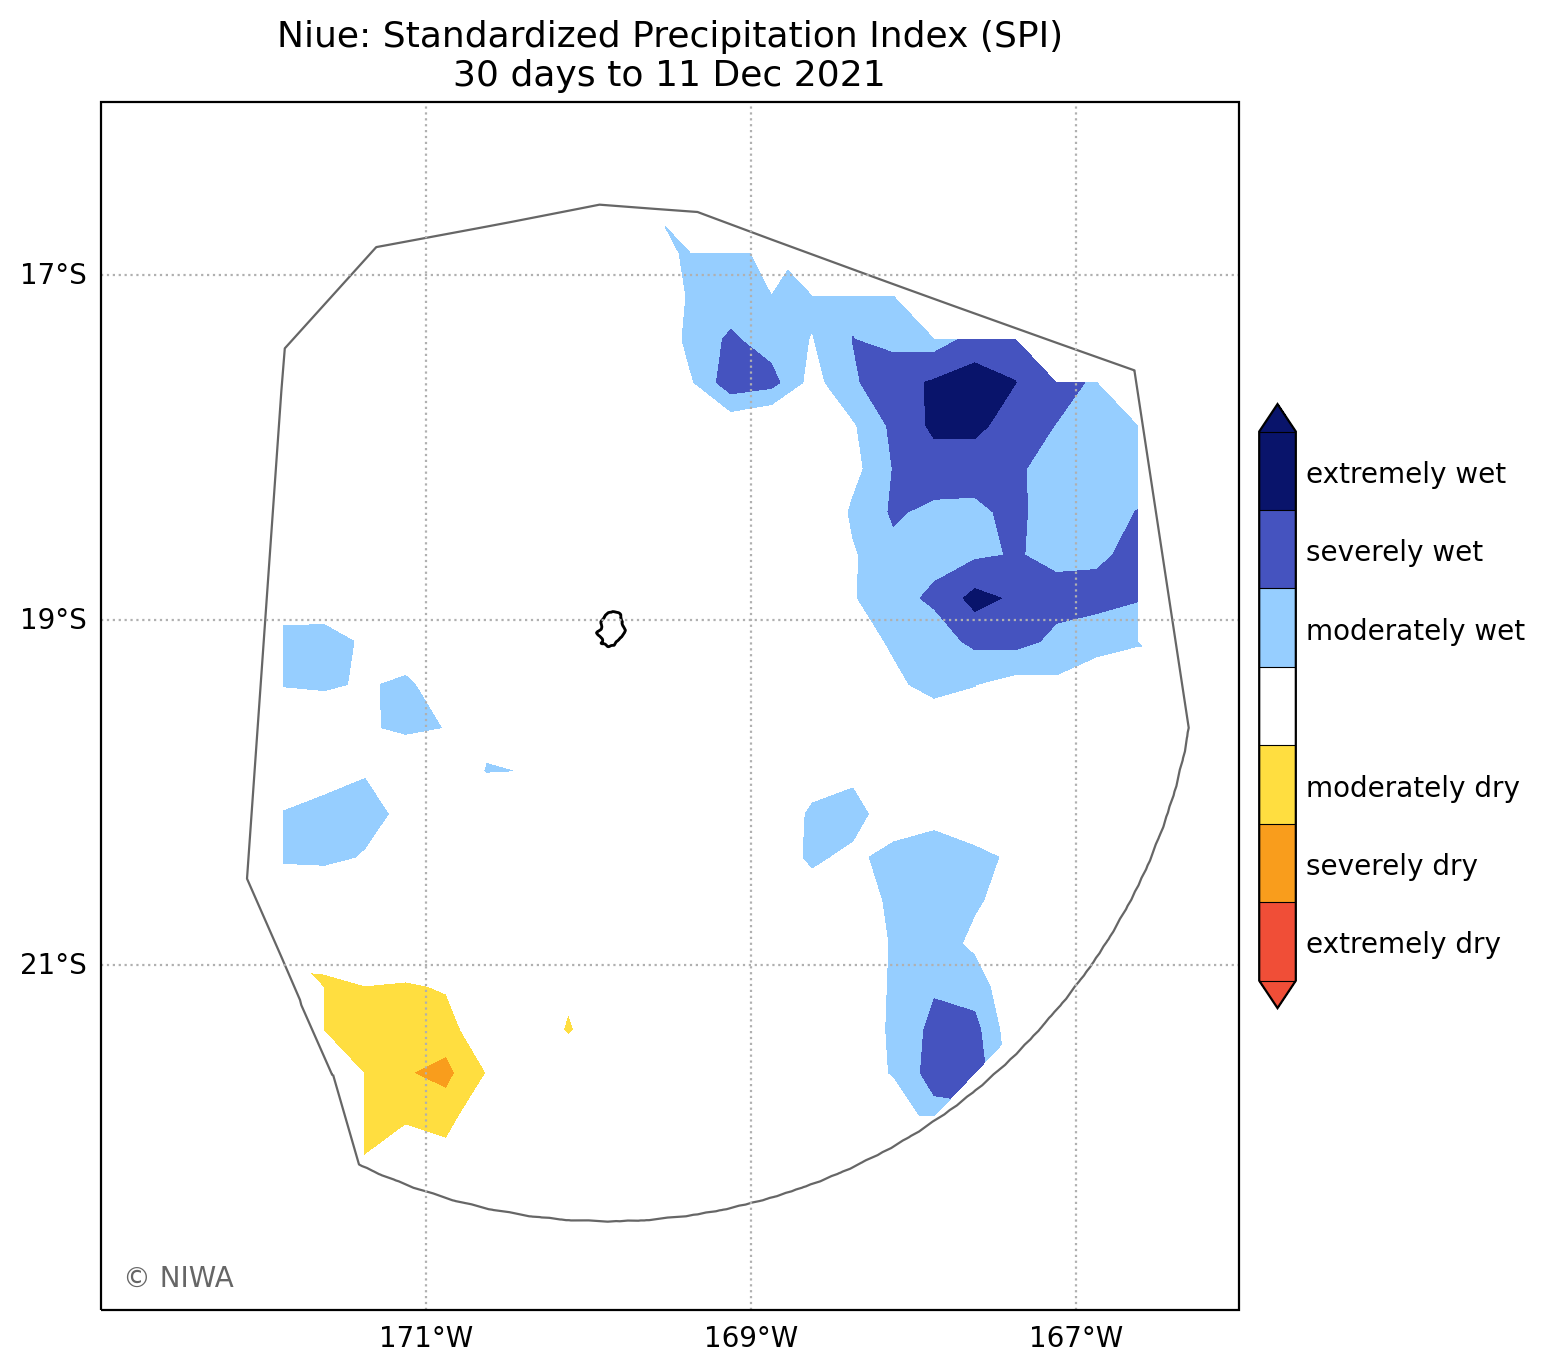 Niue: Standardized Precipitation Index (SPI)
30 days to 11 Dec 2021
17°S
19°S
21°S
171°W
169°W
167°W
extremely wet
severely wet
moderately wet
moderately dry
severely dry
extremely dry
© NIWA